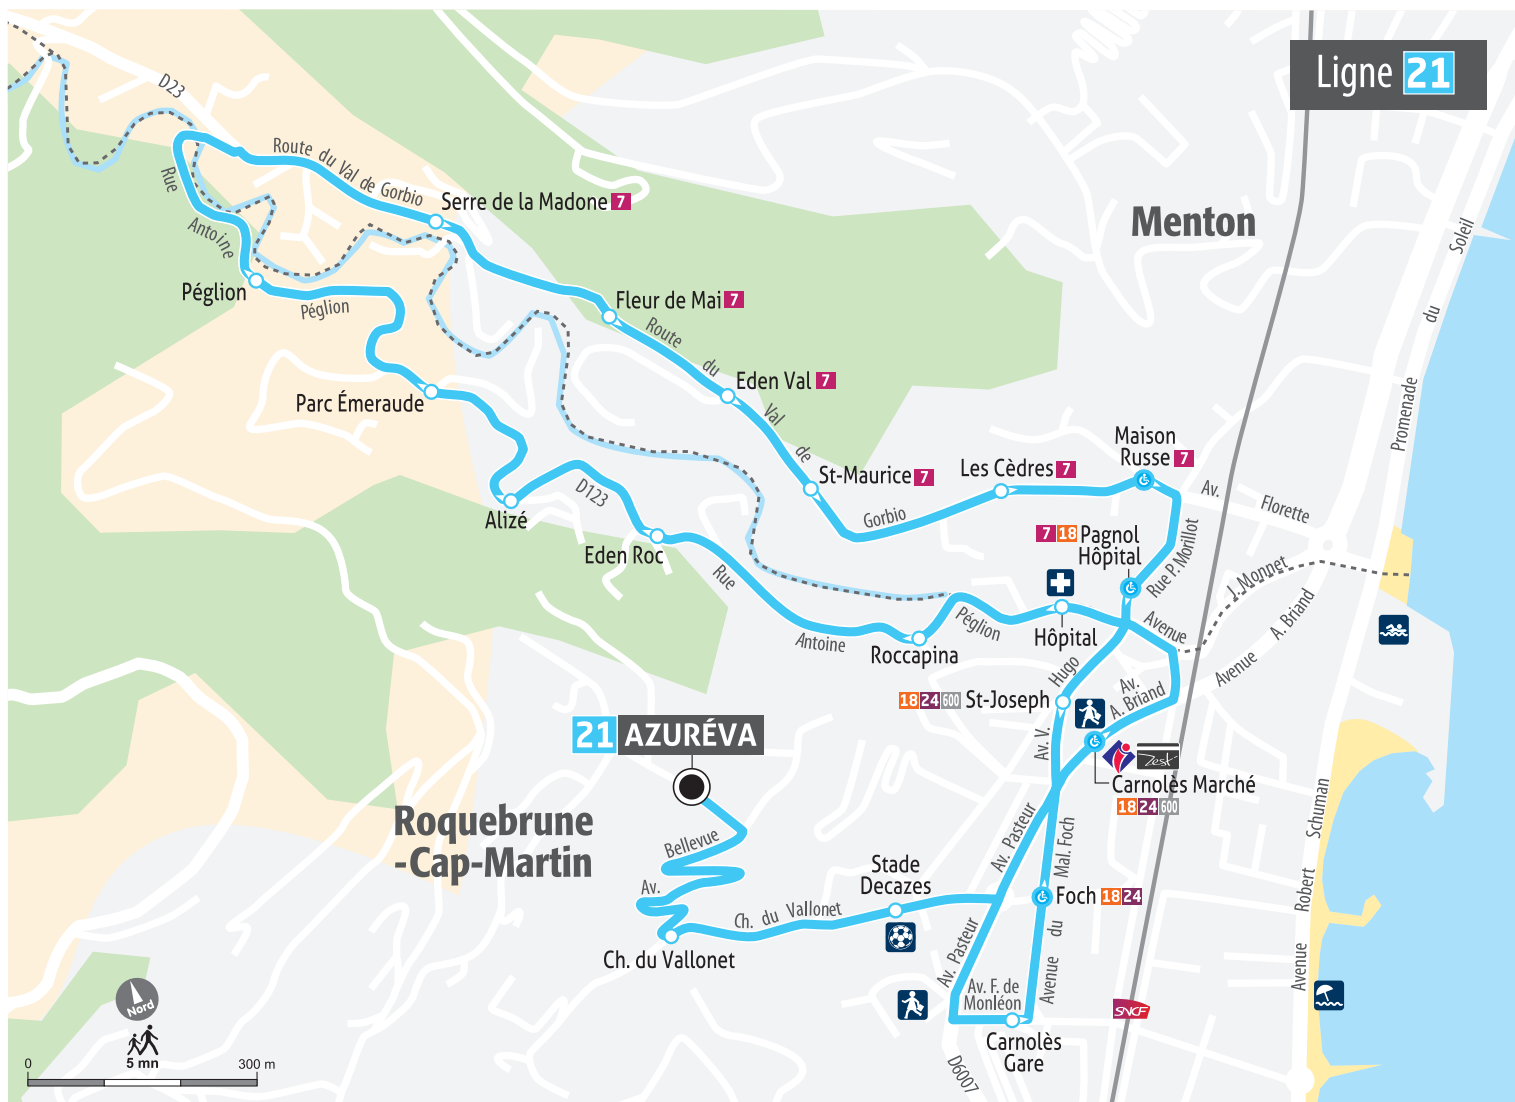 Ligne 21
D23
Route du Val de Gorbio
Rue
Antoine
Péglion
Serre de la Madone 7
Menton
Soleil
du
Promenade
Péglion
Fleur de Mai 7
Route
du
Val
de
Gorbio
Eden Val 7
Parc Émeraude
Maison
Russe 7
St-Maurice 7
Les Cèdres 7
Av.
Florette
Alizé
D123
Eden Roc
7 18 Pagnol
Hôpital
Rue P. Morillot
J. Monnet
A. Briand
Avenue
Rue
Antoine
Péglion
Roccapina
Hôpital
Avenue
Hugo
Av. V.
18 24 600 St-Joseph
Av.
A. Briand
21 AZURÉVA
Zest
Carnolès Marché
18 24 600
Roquebrune
-Cap-Martin
Bellevue
Av.
Av. Pasteur
Mal. Foch
Schuman
Robert
Avenue
Stade
Decazes
Foch 18 24
Ch. du Vallonet
Ch. du Vallonet
Av. Pasteur
du
Avenue
Av. F. de
Monléon
SNCF
Carnolès
Gare
D6007
Nord
5 mn
0 300 m